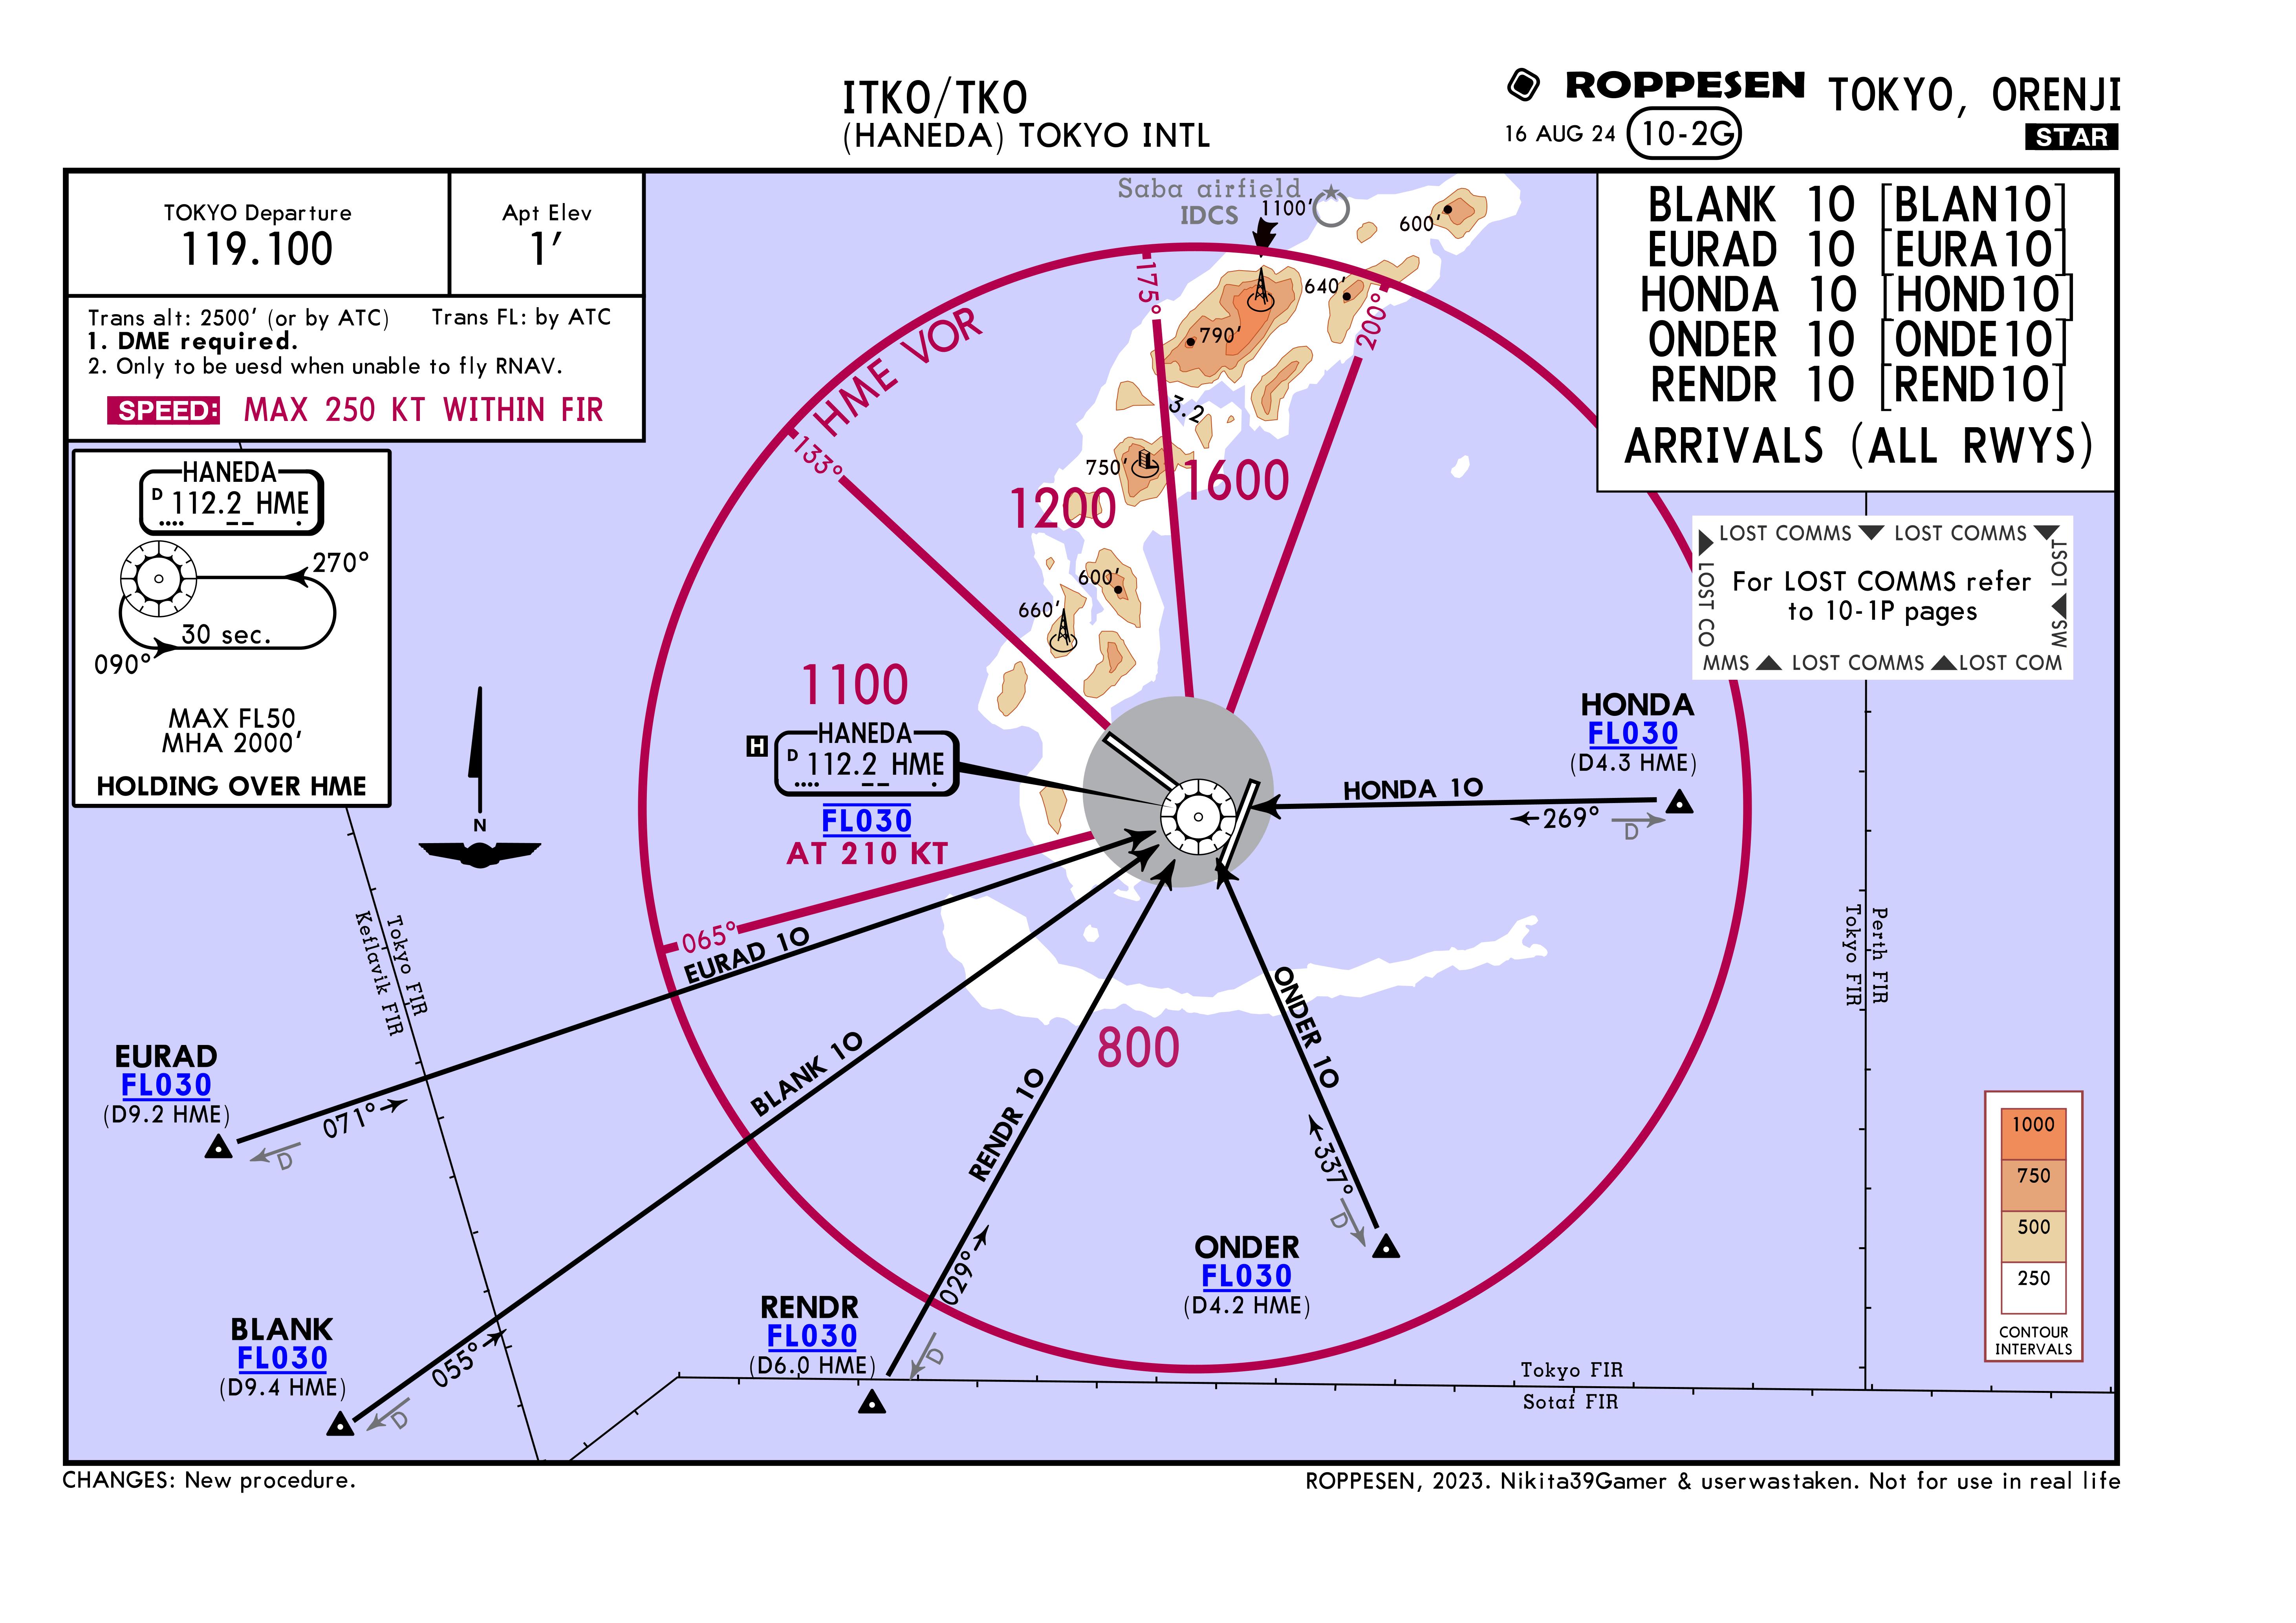 ITKO/TKO
(HANEDA) TOKYO INTL
ROPPESEN
16 AUG 24
10-2G
TOKYO, ORENJI
STAR
TOKYO Departure
119.100
Apt Elev
1'
Trans alt: 2500' (or by ATC)
Trans FL: by ATC
1. DME required.
2. Only to be uesd when unable to fly RNAV.
SPEED: MAX 250 KT WITHIN FIR
BLANK 10 [BLAN10]
EURAD 10 [EURA10]
HONDA 10 [HOND10]
ONDER 10 [ONDE10]
RENDR 10 [REND10]
ARRIVALS (ALL RWYS)
HANEDA
D 112.2 HME
270°
30 sec.
090°
MAX FL50
MHA 2000'
HOLDING OVER HME
LOST COMMS LOST COMMS
LOST CO
MMS LOST COMMS LOST COM
MS LOST
For LOST COMMS refer
to 10-1P pages
Saba airfield
IDCS
1100'
600'
640'
790'
3.2
750'
600'
660'
HME VOR
133°
175°
200°
065°
1200
1600
1100
800
H
HANEDA
D 112.2 HME
FL030
AT 210 KT
N
HONDA
FL030
(D4.3 HME)
HONDA 10
269°
D
EURAD
FL030
(D9.2 HME)
EURAD 10
071°
D
BLANK
FL030
(D9.4 HME)
BLANK 10
055°
D
RENDR
FL030
(D6.0 HME)
RENDR 10
029°
D
ONDER
FL030
(D4.2 HME)
ONDER 10
337°
D
Tokyo FIR
Keflavik FIR
Perth FIR
Tokyo FIR
Tokyo FIR
Sotaf FIR
1000
750
500
250
CONTOUR
INTERVALS
CHANGES: New procedure.
ROPPESEN, 2023. Nikita39Gamer & userwastaken. Not for use in real life